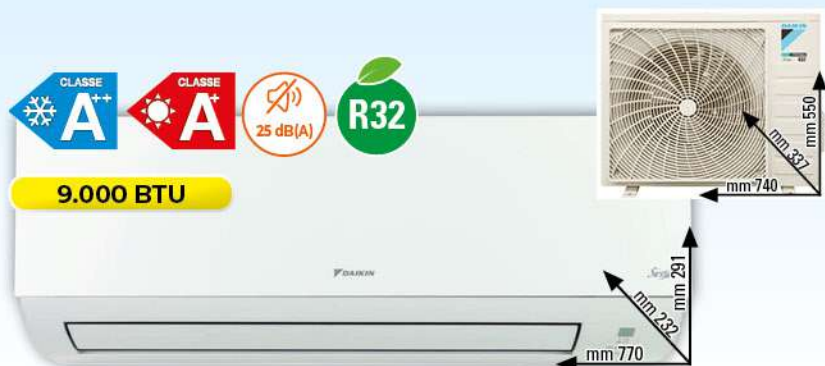 CLASSE
A++
CLASSE
A+
25 dB(A)
R32
9.000 BTU
DAIKIN
mm 550
mm 337
mm 740
DAIKIN
mm 291
mm 232
mm 770